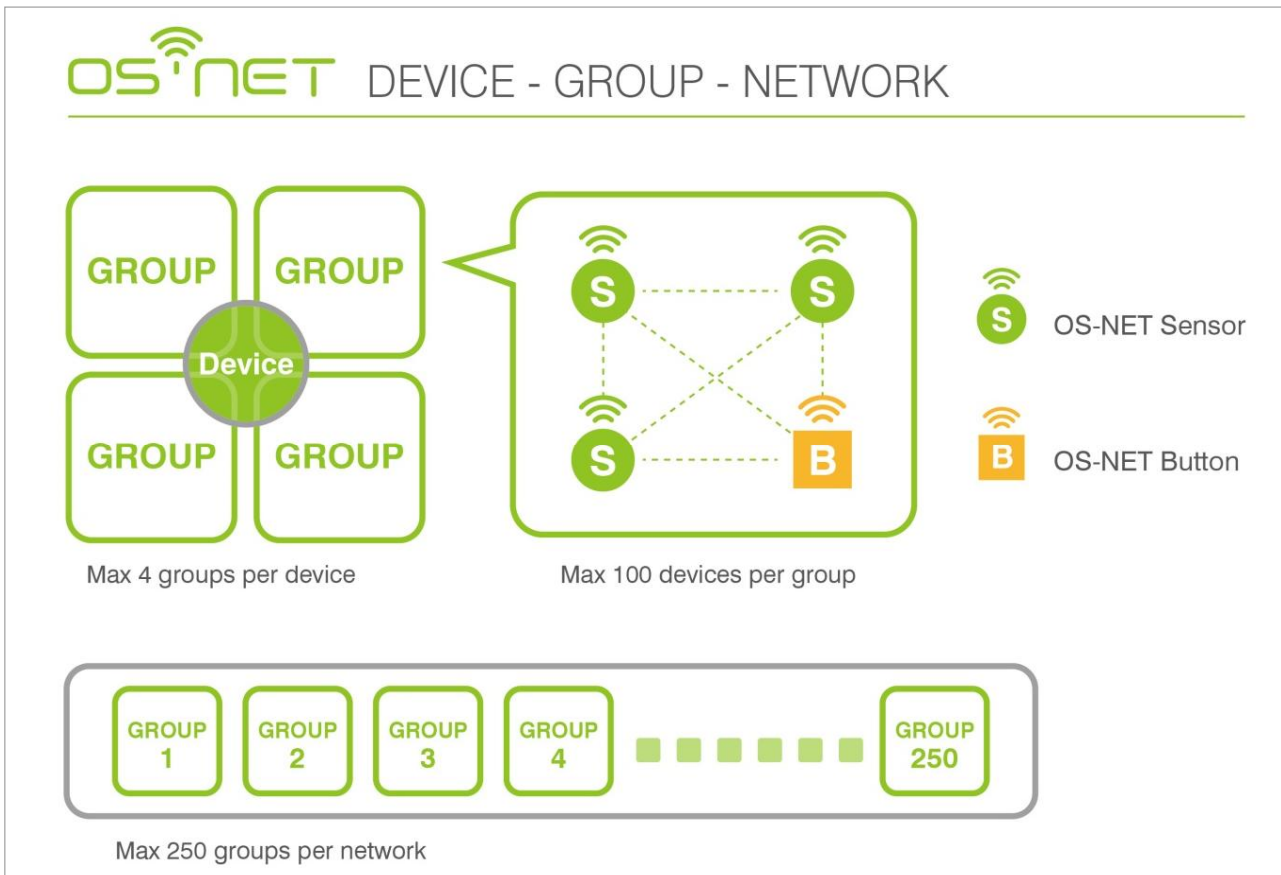 OS-NET DEVICE - GROUP - NETWORK
GROUP GROUP
Device
GROUP GROUP
Max 4 groups per device
S S
S B
Max 100 devices per group
S OS-NET Sensor
B OS-NET Button
GROUP 1
GROUP 2
GROUP 3
GROUP 4
GROUP 250
Max 250 groups per network